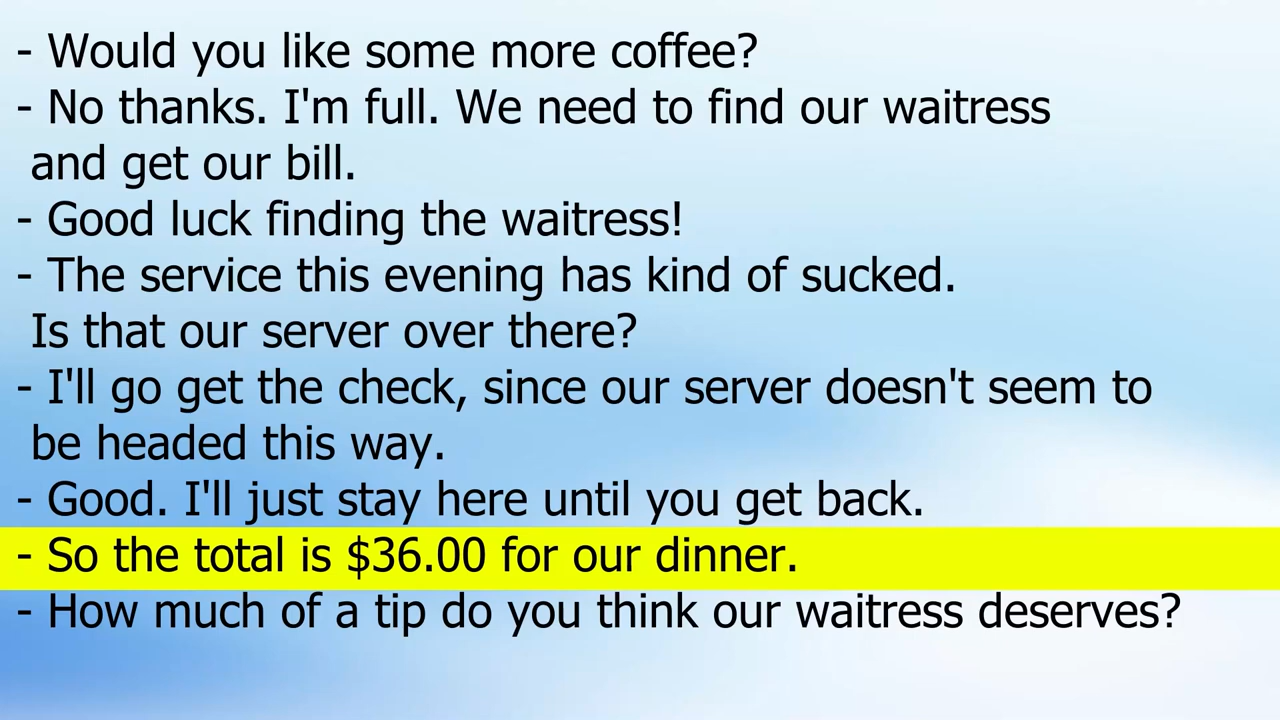 - Would you like some more coffee?
- No thanks. I'm full. We need to find our waitress
and get our bill.
- Good luck finding the waitress!
- The service this evening has kind of sucked.
Is that our server over there?
- I'll go get the check, since our server doesn't seem to
be headed this way.
- Good. I'll just stay here until you get back.
- So the total is $36.00 for our dinner.
- How much of a tip do you think our waitress deserves?